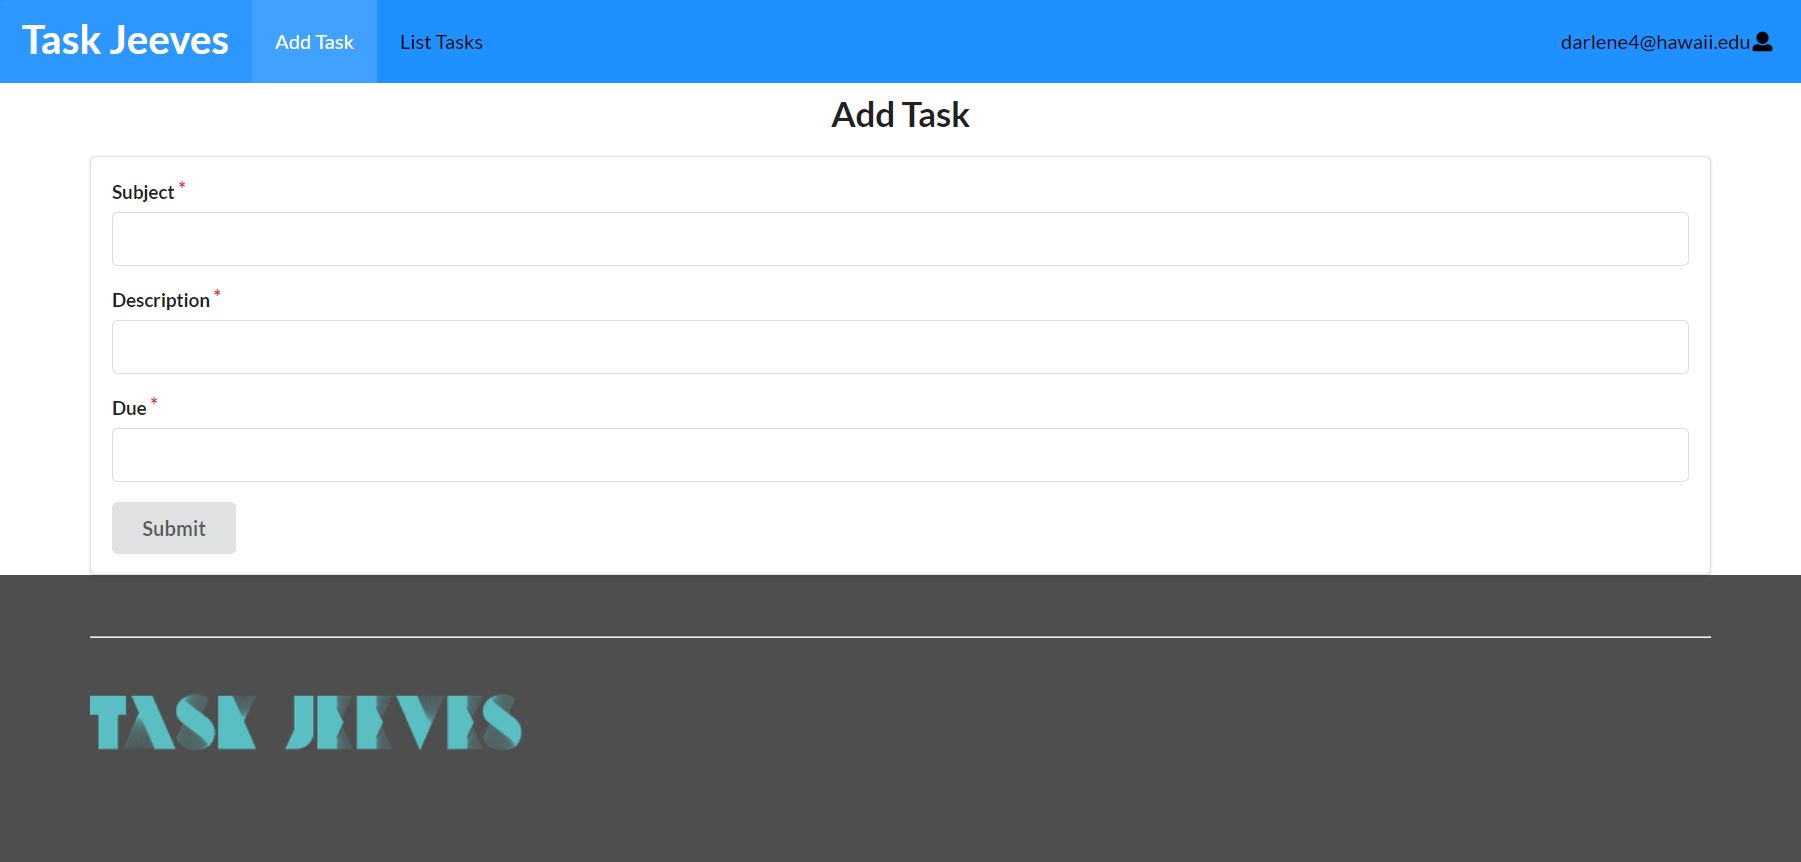 Task Jeeves Add Task List Tasks darlene4@hawaii.edu
Add Task
Subject *
Description *
Due *
Submit
TASK JEEVES